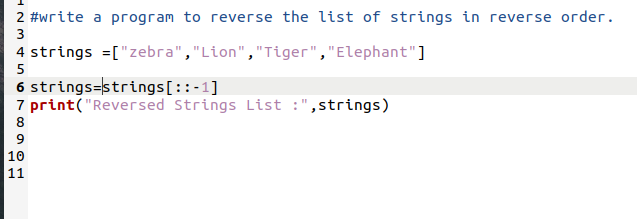 1
2 #write a program to reverse the list of strings in reverse order.
3
4 strings =["zebra","Lion","Tiger","Elephant"]
5
6 strings=strings[::-1]
7 print("Reversed Strings List :",strings)
8
9
10
11